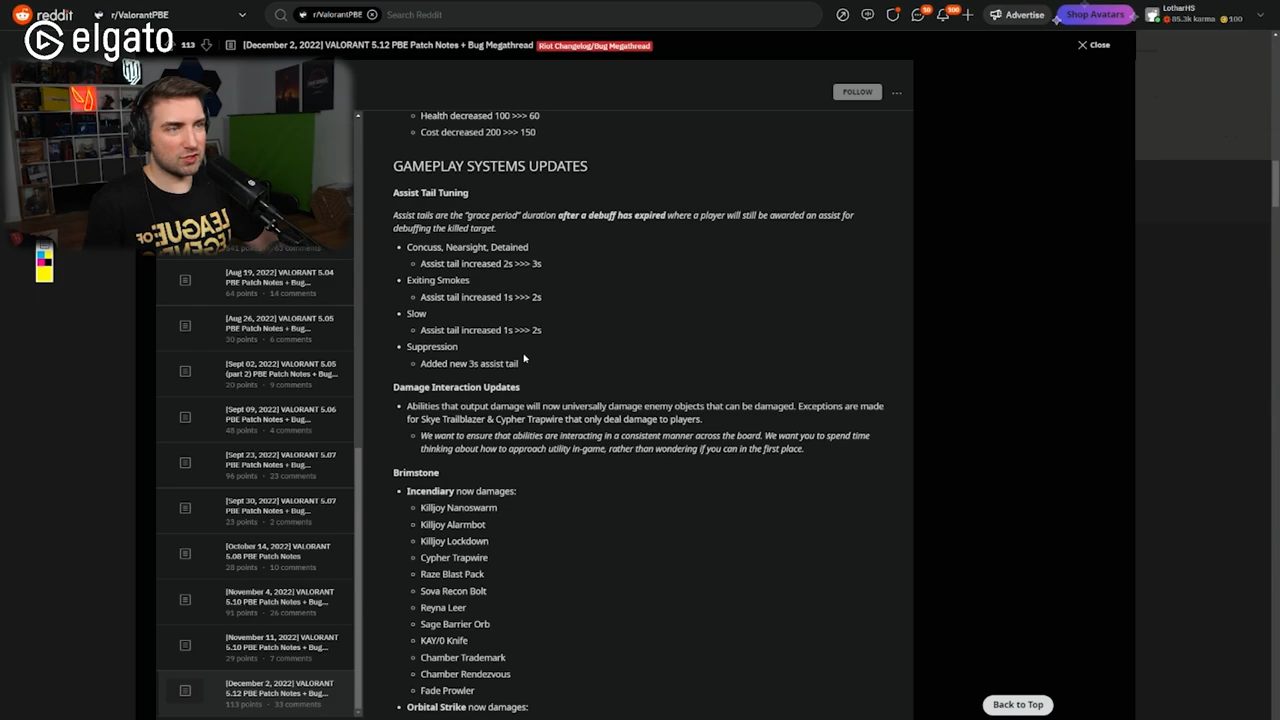 reddit
r/ValorantPBE
r/ValorantPBE
Search Reddit
10
500
Advertise
Shop Avatars
LotharHS
85.3k karma
100
elgato
113
[December 2, 2022] VALORANT 5.12 PBE Patch Notes + Bug Megathread
Riot Changelog/Bug Megathread
Close
FOLLOW
LEAGUE
OF
LEGENDS
[Aug 19, 2022] VALORANT 5.04
PBE Patch Notes + Bug...
64 points · 14 comments
[Aug 26, 2022] VALORANT 5.05
PBE Patch Notes + Bug...
30 points · 6 comments
[Sept 02, 2022] VALORANT 5.05
(part 2) PBE Patch Notes + Bug...
20 points · 9 comments
[Sept 09, 2022] VALORANT 5.06
PBE Patch Notes + Bug...
48 points · 4 comments
[Sept 23, 2022] VALORANT 5.07
PBE Patch Notes + Bug...
96 points · 23 comments
[Sept 30, 2022] VALORANT 5.07
PBE Patch Notes + Bug...
23 points · 2 comments
[October 14, 2022] VALORANT
5.08 PBE Patch Notes
28 points · 10 comments
[November 4, 2022] VALORANT
5.10 PBE Patch Notes + Bug...
91 points · 26 comments
[November 11, 2022] VALORANT
5.10 PBE Patch Notes + Bug...
29 points · 7 comments
[December 2, 2022] VALORANT
5.12 PBE Patch Notes + Bug...
113 points · 33 comments
Health decreased 100 >>> 60
Cost decreased 200 >>> 150
GAMEPLAY SYSTEMS UPDATES
Assist Tail Tuning
Assist tails are the "grace period" duration after a debuff has expired where a player will still be awarded an assist for
debuffing the killed target.
Concuss, Nearsight, Detained
Assist tail increased 2s >>> 3s
Exiting Smokes
Assist tail increased 1s >>> 2s
Slow
Assist tail increased 1s >>> 2s
Suppression
Added new 3s assist tail
Damage Interaction Updates
Abilities that output damage will now universally damage enemy objects that can be damaged. Exceptions are made
for Skye Trailblazer & Cypher Trapwire that only deal damage to players.
We want to ensure that abilities are interacting in a consistent manner across the board. We want you to spend time
thinking about how to approach utility in-game, rather than wondering if you can in the first place.
Brimstone
Incendiary now damages:
Killjoy Nanoswarm
Killjoy Alarmbot
Killjoy Lockdown
Cypher Trapwire
Raze Blast Pack
Sova Recon Bolt
Reyna Leer
Sage Barrier Orb
KAY/0 Knife
Chamber Trademark
Chamber Rendezvous
Fade Prowler
Orbital Strike now damages:
Back to Top